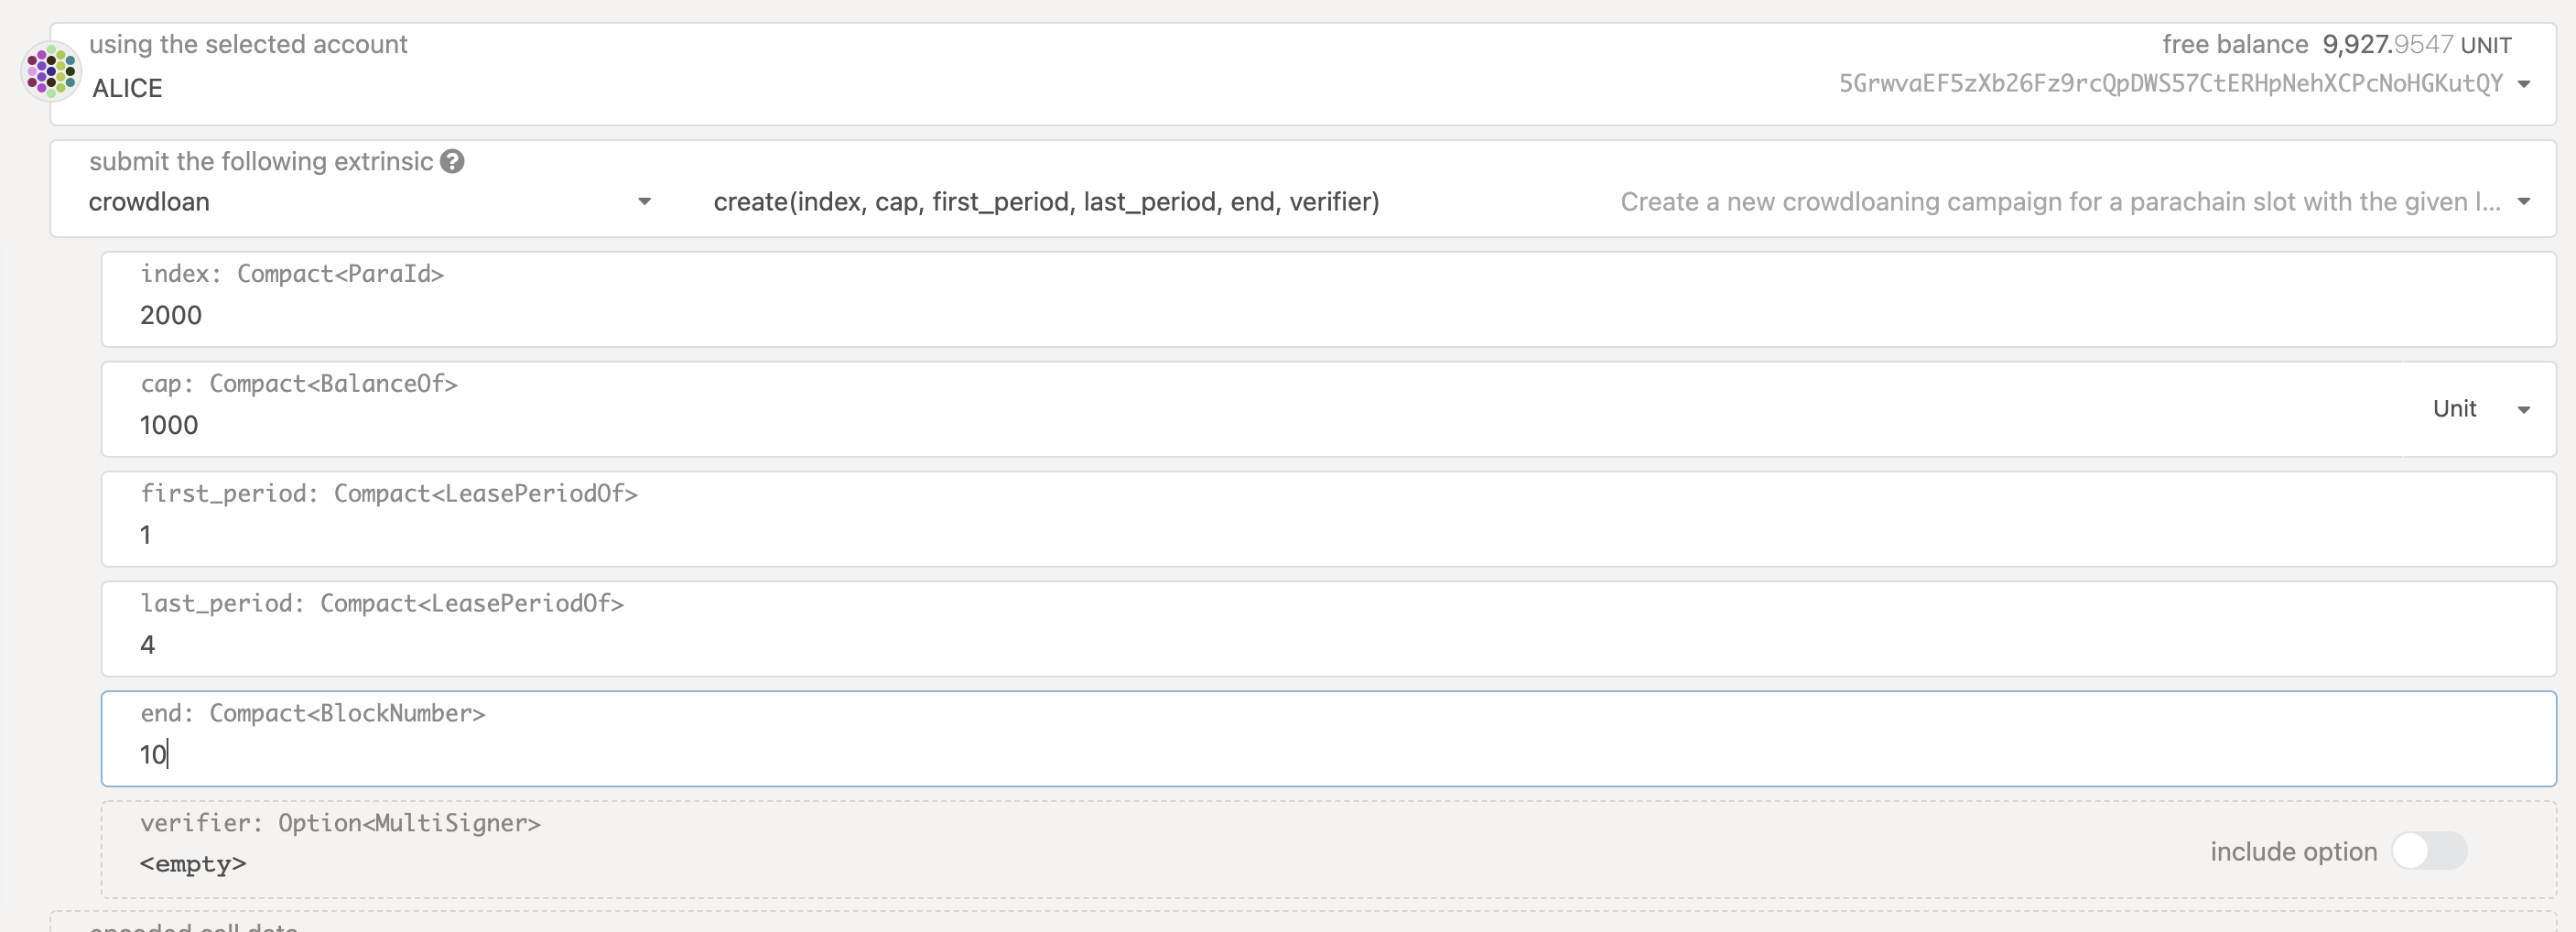 using the selected account
free balance 9,927.9547 UNIT
ALICE
5GrwvaEF5zXb26Fz9rcQpDWS57CtERHpNehXCPcNoHGKutQY
submit the following extrinsic ?
crowdloan
create(index, cap, first_period, last_period, end, verifier)
Create a new crowdloaning campaign for a parachain slot with the given l...
index: Compact<ParaId>
2000
cap: Compact<BalanceOf>
1000
Unit
first_period: Compact<LeasePeriodOf>
1
last_period: Compact<LeasePeriodOf>
4
end: Compact<BlockNumber>
10
verifier: Option<MultiSigner>
<empty>
include option
encoded call data